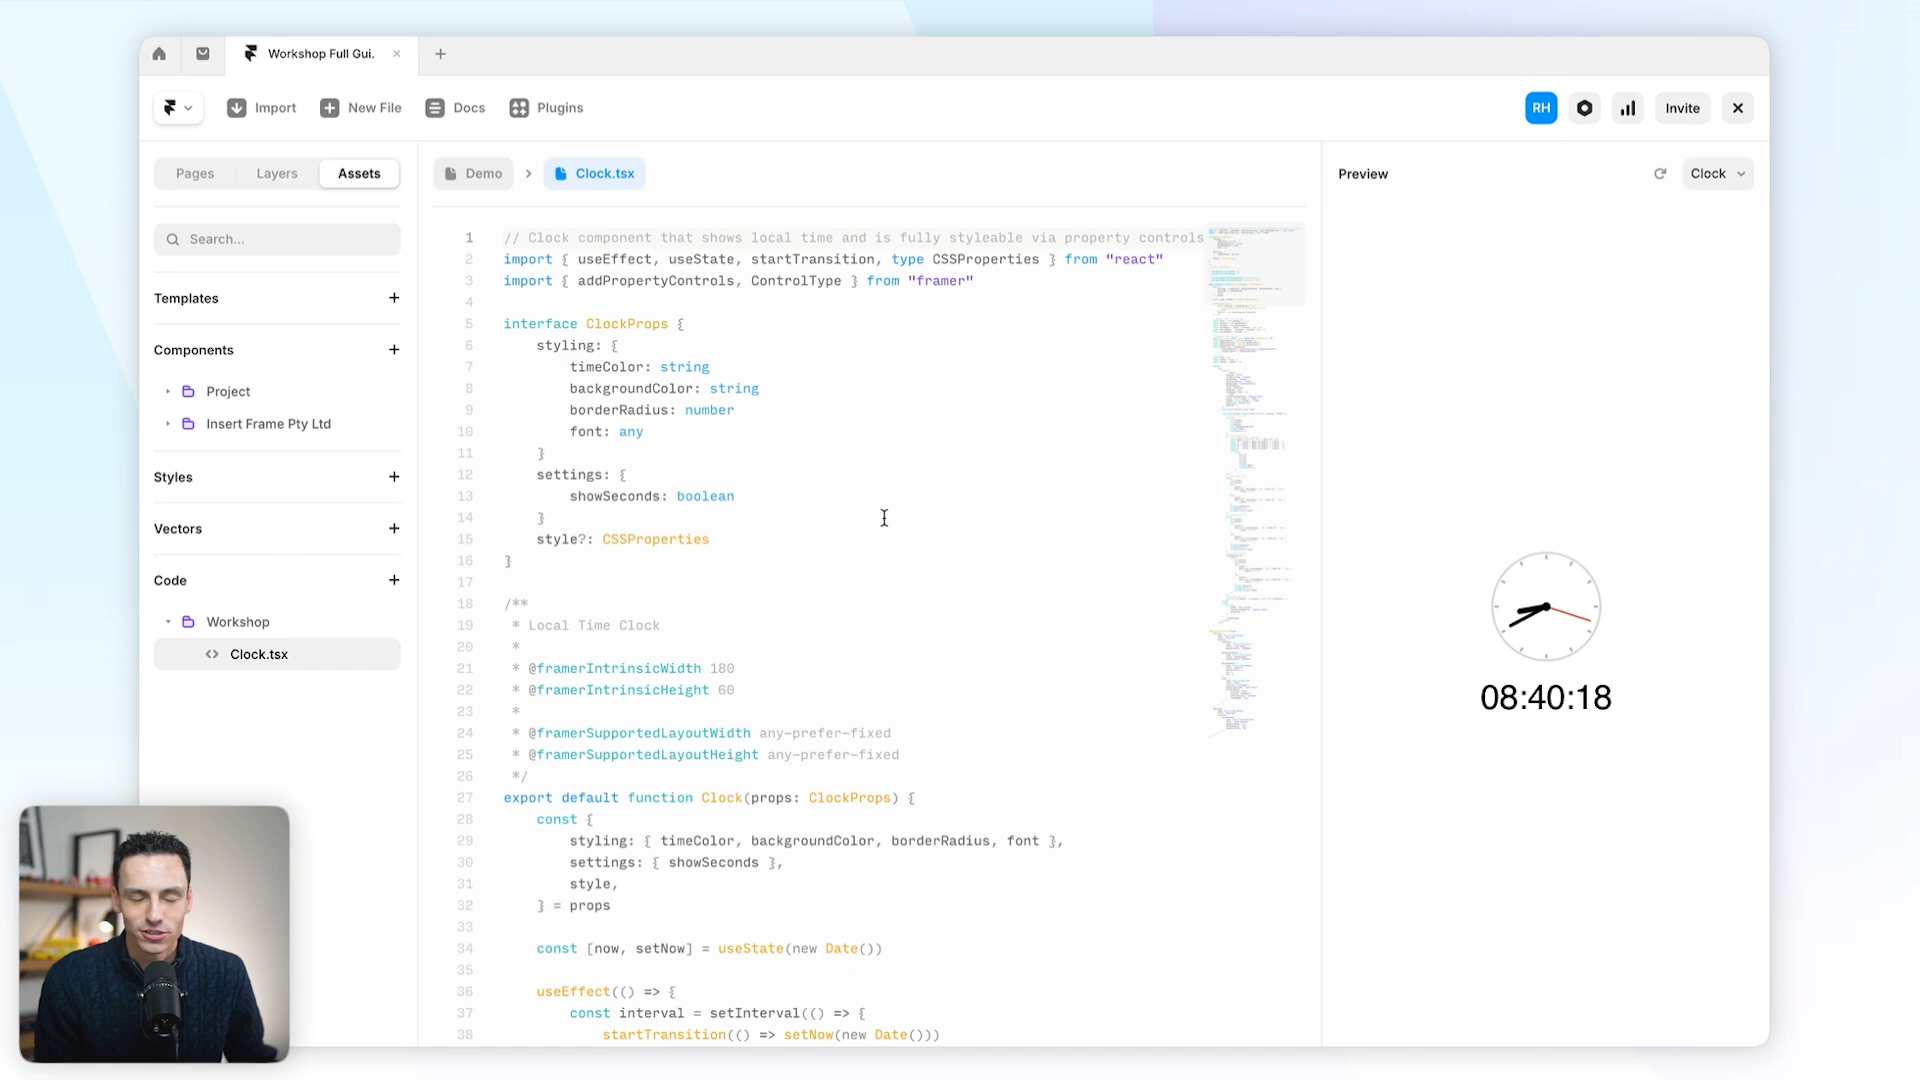 Workshop Full Gui.
Import
New File
Docs
Plugins
RH
Invite
Pages
Layers
Assets
Demo
Clock.tsx
Preview
Clock
Search...
Templates
Components
Project
Insert Frame Pty Ltd
Styles
Vectors
Code
Workshop
Clock.tsx
1 // Clock component that shows local time and is fully styleable via property controls
2 import { useEffect, useState, startTransition, type CSSProperties } from "react"
3 import { addPropertyControls, ControlType } from "framer"
4
5 interface ClockProps {
6 styling: {
7 timeColor: string
8 backgroundColor: string
9 borderRadius: number
10 font: any
11 }
12 settings: {
13 showSeconds: boolean
14 }
15 style?: CSSProperties
16 }
17
18 /**
19 * Local Time Clock
20 *
21 * @framerIntrinsicWidth 180
22 * @framerIntrinsicHeight 60
23 *
24 * @framerSupportedLayoutWidth any-prefer-fixed
25 * @framerSupportedLayoutHeight any-prefer-fixed
26 */
27 export default function Clock(props: ClockProps) {
28 const {
29 styling: { timeColor, backgroundColor, borderRadius, font },
30 settings: { showSeconds },
31 style,
32 } = props
33
34 const [now, setNow] = useState(new Date())
35
36 useEffect(() => {
37 const interval = setInterval(() => {
38 startTransition(() => setNow(new Date()))
08:40:18